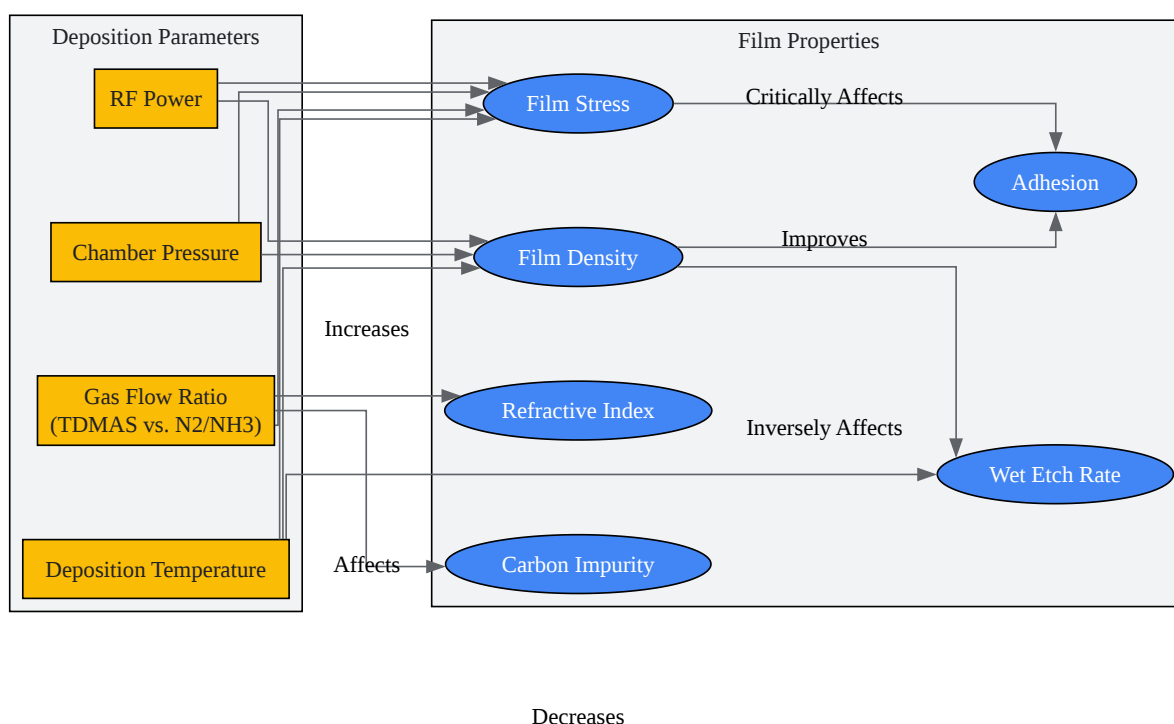 Deposition Parameters
Film Properties
RF Power
Film Stress
Critically Affects
Adhesion
Chamber Pressure
Film Density
Improves
Increases
Gas Flow Ratio
(TDMAS vs. N2/NH3)
Refractive Index
Inversely Affects
Wet Etch Rate
Deposition Temperature
Affects
Carbon Impurity
Decreases